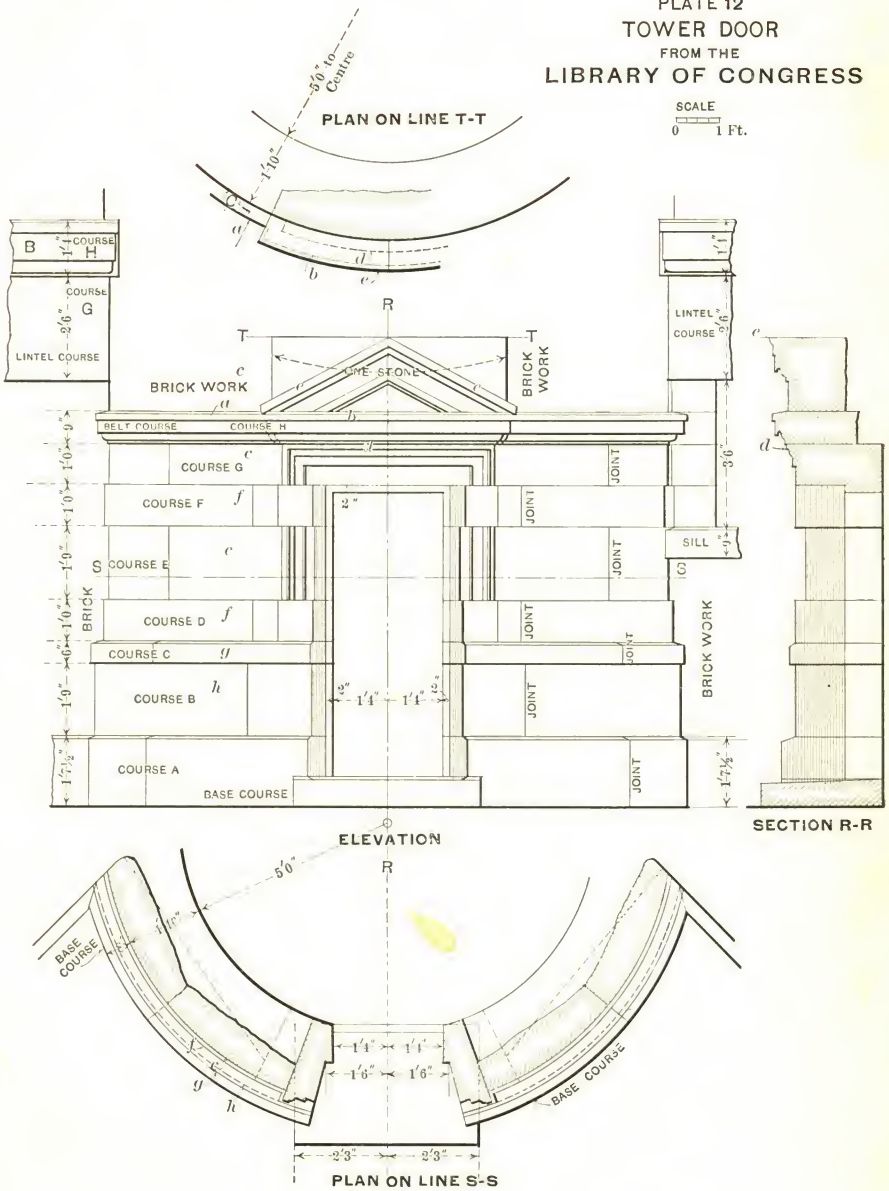 PLATE 12
TOWER DOOR
FROM THE
LIBRARY OF CONGRESS
SCALE
0 1 Ft.
5'0" to
Centre
PLAN ON LINE T-T
1'10"
a
b
d
e
B
COURSE
H
1'4"
COURSE
G
2'6"
LINTEL COURSE
1'4"
LINTEL
COURSE
2'6"
R
T
T
ONE STONE
c
BRICK WORK
e
e
BRICK
WORK
a
b
BELT COURSE
COURSE H
d
9"
c
COURSE G
JOINT
1'0"
COURSE F
f
2"
JOINT
1'0"
3'6"
SILL
9"
S
COURSE E
c
JOINT
S
1'9"
BRICK
COURSE D
f
JOINT
1'0"
COURSE C
g
JOINT
6"
BRICK WORK
COURSE B
h
2"
1'4"
1'4"
2"
JOINT
1'9"
COURSE A
BASE COURSE
JOINT
1'7½"
1'7½"
e
d
SECTION R-R
ELEVATION
R
5'0"
1'10"
BASE
COURSE
f
c
g
h
1'4"
1'4"
1'6"
1'6"
BASE COURSE
2'3"
2'3"
PLAN ON LINE S-S